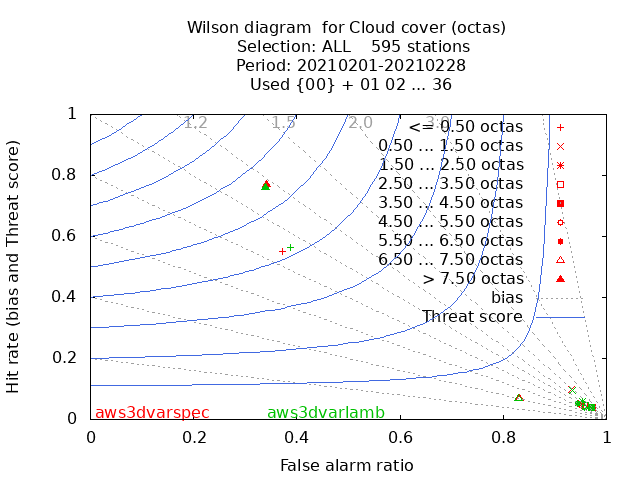 Wilson diagram  for Cloud cover (octas)
Selection: ALL    595 stations
Period: 20210201-20210228
Used {00} + 01 02 ... 36
1.2 1.5 2.0 3.0
<= 0.50 octas
0.50 ... 1.50 octas
1.50 ... 2.50 octas
2.50 ... 3.50 octas
3.50 ... 4.50 octas
4.50 ... 5.50 octas
5.50 ... 6.50 octas
6.50 ... 7.50 octas
> 7.50 octas
bias
Threat score
Hit rate (bias and Threat score)
1
0.8
0.6
0.4
0.2
0
aws3dvarspec aws3dvarlamb
0 0.2 0.4 0.6 0.8 1
False alarm ratio